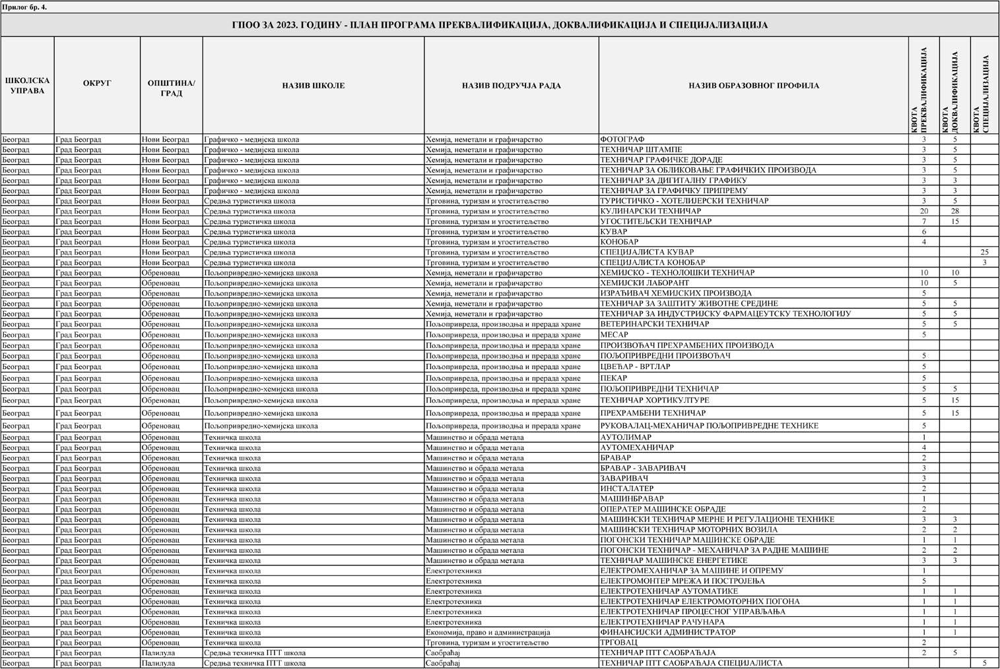 Прилог бр. 4.
ГПОО ЗА 2023. ГОДИНУ - ПЛАН ПРОГРАМА ПРЕКВАЛИФИКАЦИЈА, ДОКВАЛИФИКАЦИЈА И СПЕЦИЈАЛИЗАЦИЈА
ШКОЛСКА УПРАВА ОКРУГ ОПШТИНА/ ГРАД НАЗИВ ШКОЛЕ НАЗИВ ПОДРУЧЈА РАДА НАЗИВ ОБРАЗОВНОГ ПРОФИЛА КВОТА ПРЕКВАЛИФИКАЦИЈА КВОТА ДОКВАЛИФИКАЦИЈА КВОТА СПЕЦИЈАЛИЗАЦИЈА
Београд Град Београд Нови Београд Графичко - медијска школа Хемија, неметали и графичарство ФОТОГРАФ 3 5
Београд Град Београд Нови Београд Графичко - медијска школа Хемија, неметали и графичарство ТЕХНИЧАР ШТАМПЕ 3 5
Београд Град Београд Нови Београд Графичко - медијска школа Хемија, неметали и графичарство ТЕХНИЧАР ГРАФИЧКЕ ДОРАДЕ 3 5
Београд Град Београд Нови Београд Графичко - медијска школа Хемија, неметали и графичарство ТЕХНИЧАР ЗА ОБЛИКОВАЊЕ ГРАФИЧКИХ ПРОИЗВОДА 3 5
Београд Град Београд Нови Београд Графичко - медијска школа Хемија, неметали и графичарство ТЕХНИЧАР ЗА ДИГИТАЛНУ ГРАФИКУ 3 3
Београд Град Београд Нови Београд Графичко - медијска школа Хемија, неметали и графичарство ТЕХНИЧАР ЗА ГРАФИЧКУ ПРИПРЕМУ 3 3
Београд Град Београд Нови Београд Средња туристичка школа Трговина, туризам и угоститељство ТУРИСТИЧКО - ХОТЕЛИЈЕРСКИ ТЕХНИЧАР 3 5
Београд Град Београд Нови Београд Средња туристичка школа Трговина, туризам и угоститељство КУЛИНАРСКИ ТЕХНИЧАР 20 28
Београд Град Београд Нови Београд Средња туристичка школа Трговина, туризам и угоститељство УГОСТИТЕЉСКИ ТЕХНИЧАР 7 15
Београд Град Београд Нови Београд Средња туристичка школа Трговина, туризам и угоститељство КУВАР 6
Београд Град Београд Нови Београд Средња туристичка школа Трговина, туризам и угоститељство КОНОБАР 4
Београд Град Београд Нови Београд Средња туристичка школа Трговина, туризам и угоститељство СПЕЦИЈАЛИСТА КУВАР 25
Београд Град Београд Нови Београд Средња туристичка школа Трговина, туризам и угоститељство СПЕЦИЈАЛИСТА КОНОБАР 3
Београд Град Београд Обреновац Пољопривредно-хемијска школа Хемија, неметали и графичарство ХЕМИЈСКО - ТЕХНОЛОШКИ ТЕХНИЧАР 10 10
Београд Град Београд Обреновац Пољопривредно-хемијска школа Хемија, неметали и графичарство ХЕМИЈСКИ ЛАБОРАНТ 10 5
Београд Град Београд Обреновац Пољопривредно-хемијска школа Хемија, неметали и графичарство ИЗРАЂИВАЧ ХЕМИЈСКИХ ПРОИЗВОДА 5
Београд Град Београд Обреновац Пољопривредно-хемијска школа Хемија, неметали и графичарство ТЕХНИЧАР ЗА ЗАШТИТУ ЖИВОТНЕ СРЕДИНЕ 5 5
Београд Град Београд Обреновац Пољопривредно-хемијска школа Хемија, неметали и графичарство ТЕХНИЧАР ЗА ИНДУСТРИЈСКУ ФАРМАЦЕУТСКУ ТЕХНОЛОГИЈУ 5 5
Београд Град Београд Обреновац Пољопривредно-хемијска школа Пољопривреда, производња и прерада хране ВЕТЕРИНАРСКИ ТЕХНИЧАР 5 5
Београд Град Београд Обреновац Пољопривредно-хемијска школа Пољопривреда, производња и прерада хране МЕСАР 5
Београд Град Београд Обреновац Пољопривредно-хемијска школа Пољопривреда, производња и прерада хране ПРОИЗВОЂАЧ ПРЕХРАМБЕНИХ ПРОИЗВОДА
Београд Град Београд Обреновац Пољопривредно-хемијска школа Пољопривреда, производња и прерада хране ПОЉОПРИВРЕДНИ ПРОИЗВОЂАЧ 5
Београд Град Београд Обреновац Пољопривредно-хемијска школа Пољопривреда, производња и прерада хране ЦВЕЋАР - ВРТЛАР 5
Београд Град Београд Обреновац Пољопривредно-хемијска школа Пољопривреда, производња и прерада хране ПЕКАР 5
Београд Град Београд Обреновац Пољопривредно-хемијска школа Пољопривреда, производња и прерада хране ПОЉОПРИВРЕДНИ ТЕХНИЧАР 5 5
Београд Град Београд Обреновац Пољопривредно-хемијска школа Пољопривреда, производња и прерада хране ТЕХНИЧАР ХОРТИКУЛТУРЕ 5 15
Београд Град Београд Обреновац Пољопривредно-хемијска школа Пољопривреда, производња и прерада хране ПРЕХРАМБЕНИ ТЕХНИЧАР 5 15
Београд Град Београд Обреновац Пољопривредно-хемијска школа Пољопривреда, производња и прерада хране РУКОВАЛАЦ-МЕХАНИЧАР ПОЉОПРИВРЕДНЕ ТЕХНИКЕ 5
Београд Град Београд Обреновац Техничка школа Машинство и обрада метала АУТОЛИМАР 1
Београд Град Београд Обреновац Техничка школа Машинство и обрада метала АУТОМЕХАНИЧАР 4
Београд Град Београд Обреновац Техничка школа Машинство и обрада метала БРАВАР 2
Београд Град Београд Обреновац Техничка школа Машинство и обрада метала БРАВАР - ЗАВАРИВАЧ 3
Београд Град Београд Обреновац Техничка школа Машинство и обрада метала ЗАВАРИВАЧ 3
Београд Град Београд Обреновац Техничка школа Машинство и обрада метала ИНСТАЛАТЕР 2
Београд Град Београд Обреновац Техничка школа Машинство и обрада метала МАШИНБРАВАР 1
Београд Град Београд Обреновац Техничка школа Машинство и обрада метала ОПЕРАТЕР МАШИНСКЕ ОБРАДЕ 2
Београд Град Београд Обреновац Техничка школа Машинство и обрада метала МАШИНСКИ ТЕХНИЧАР МЕРНЕ И РЕГУЛАЦИОНЕ ТЕХНИКЕ 3 3
Београд Град Београд Обреновац Техничка школа Машинство и обрада метала МАШИНСКИ ТЕХНИЧАР МОТОРНИХ ВОЗИЛА 2 2
Београд Град Београд Обреновац Техничка школа Машинство и обрада метала ПОГОНСКИ ТЕХНИЧАР МАШИНСКЕ ОБРАДЕ 1 1
Београд Град Београд Обреновац Техничка школа Машинство и обрада метала ПОГОНСКИ ТЕХНИЧАР - МЕХАНИЧАР ЗА РАДНЕ МАШИНЕ 2 2
Београд Град Београд Обреновац Техничка школа Машинство и обрада метала ТЕХНИЧАР МАШИНСКЕ ЕНЕРГЕТИКЕ 3 3
Београд Град Београд Обреновац Техничка школа Електротехника ЕЛЕКТРОМЕХАНИЧАР ЗА МАШИНЕ И ОПРЕМУ 1
Београд Град Београд Обреновац Техничка школа Електротехника ЕЛЕКТРОМОНТЕР МРЕЖА И ПОСТРОЈЕЊА 5
Београд Град Београд Обреновац Техничка школа Електротехника ЕЛЕКТРОТЕХНИЧАР АУТОМАТИКЕ 1 1
Београд Град Београд Обреновац Техничка школа Електротехника ЕЛЕКТРОТЕХНИЧАР ЕЛЕКТРОМОТОРНИХ ПОГОНА 1 1
Београд Град Београд Обреновац Техничка школа Електротехника ЕЛЕКТРОТЕХНИЧАР ПРОЦЕСНОГ УПРАВЉАЊА 1 1
Београд Град Београд Обреновац Техничка школа Електротехника ЕЛЕКТРОТЕХНИЧАР РАЧУНАРА 1 1
Београд Град Београд Обреновац Техничка школа Економија, право и администрација ФИНАНСИЈСКИ АДМИНИСТРАТОР 1 1
Београд Град Београд Обреновац Техничка школа Трговина, туризам и угоститељство ТРГОВАЦ 2
Београд Град Београд Палилула Средња техничка ПТТ школа Саобраћај ТЕХНИЧАР ПТТ САОБРАЋАЈА 2 5
Београд Град Београд Палилула Средња техничка ПТТ школа Саобраћај ТЕХНИЧАР ПТТ САОБРАЋАЈА СПЕЦИЈАЛИСТА 5